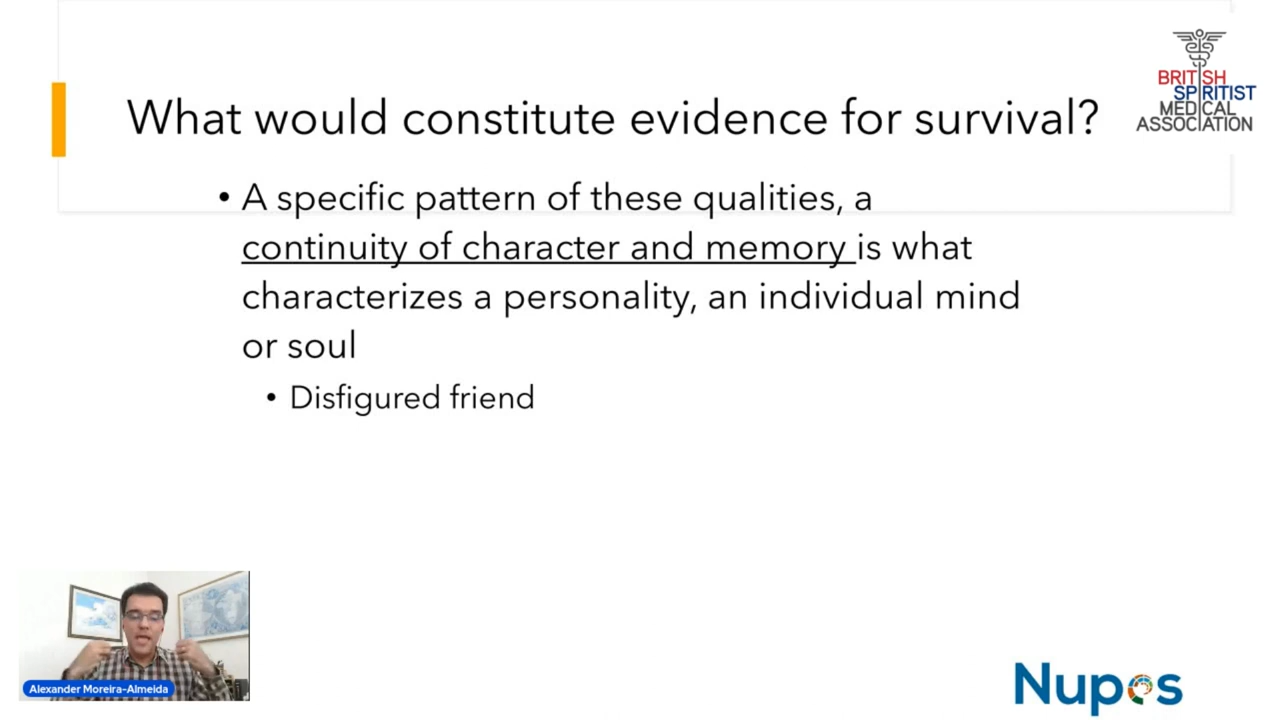 What would constitute evidence for survival?
BRITISH
SPIRITIST
MEDICAL
ASSOCIATION
• A specific pattern of these qualities, a
continuity of character and memory is what
characterizes a personality, an individual mind
or soul
• Disfigured friend
Alexander Moreira-Almeida
Nupes